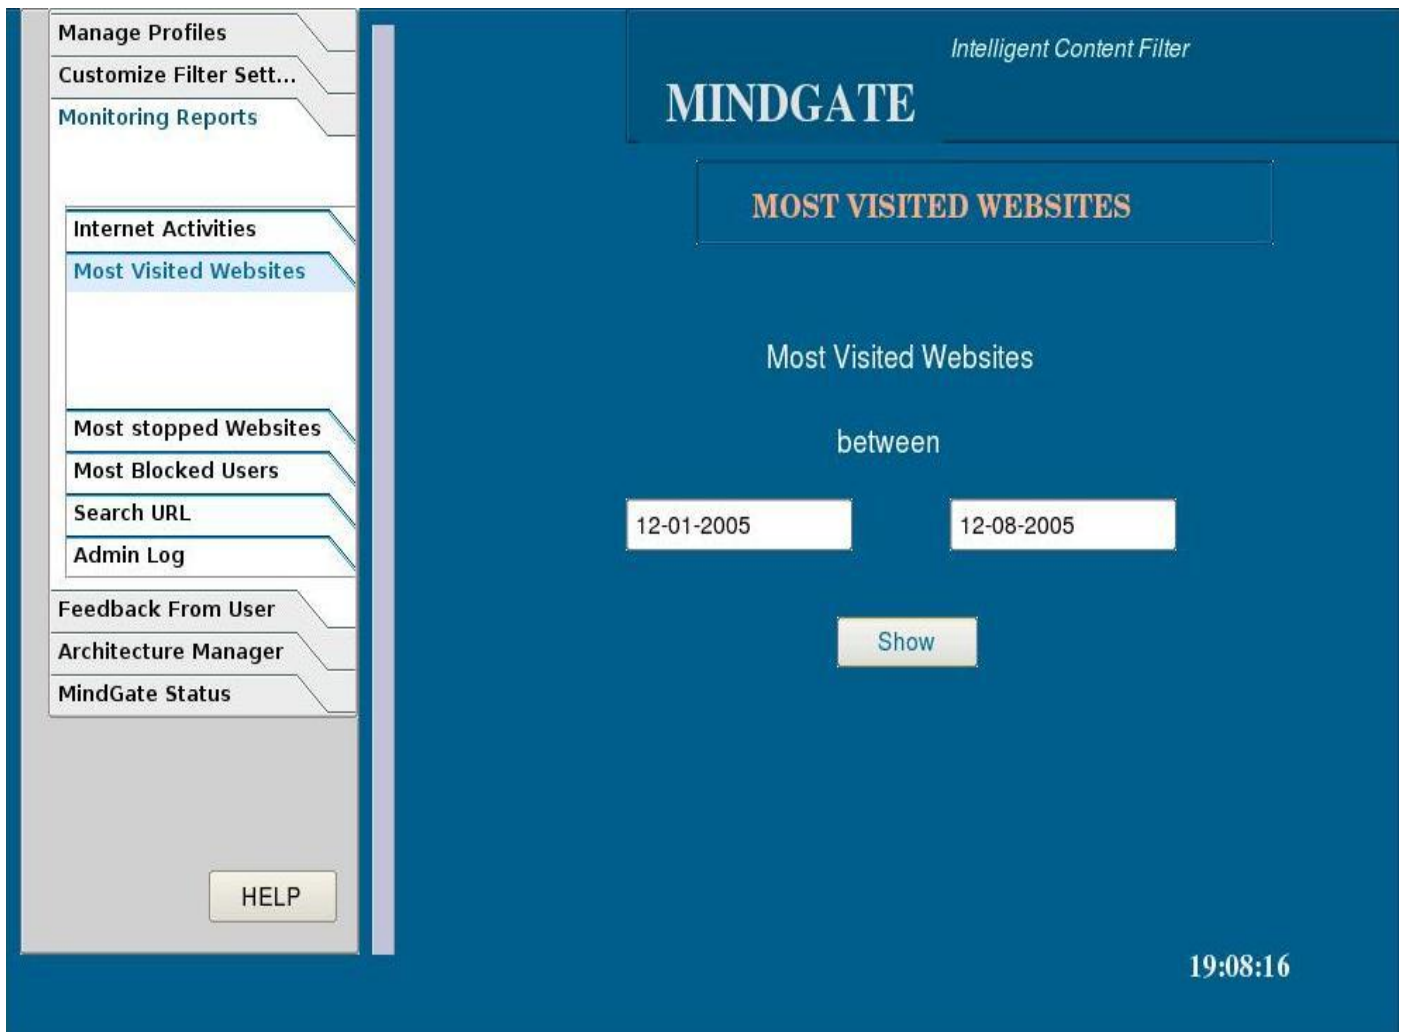 Manage Profiles
Customize Filter Sett...
Monitoring Reports
Internet Activities
Most Visited Websites
Most stopped Websites
Most Blocked Users
Search URL
Admin Log
Feedback From User
Architecture Manager
MindGate Status
HELP
Intelligent Content Filter
MINDGATE
MOST VISITED WEBSITES
Most Visited Websites
between
12-01-2005 12-08-2005
Show
19:08:16